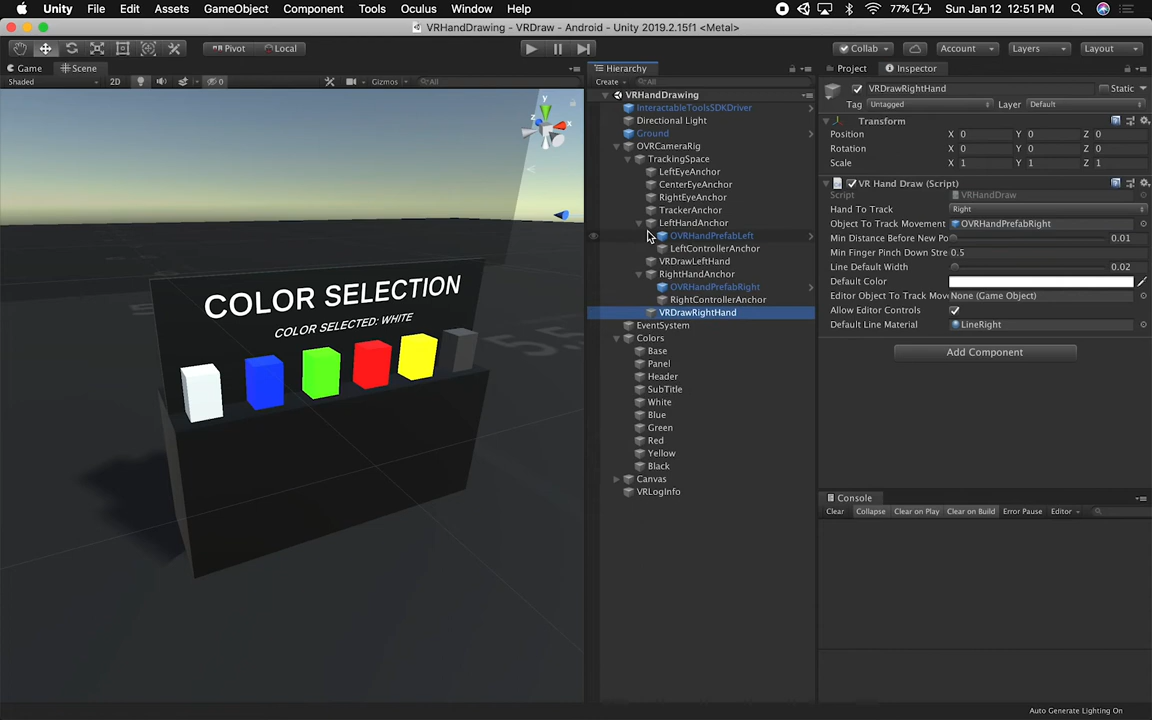 Unity File Edit Assets GameObject Component Tools Oculus Window Help 77% Sun Jan 12 12:51 PM
VRHandDrawing - VRDraw - Android - Unity 2019.2.15f1 <Metal>
Pivot Local Collab Account Layers Layout
Game Scene Hierarchy Project Inspector
Shaded 2D 0 Gizmos All Create All
VRHandDrawing
InteractableToolsSDKDriver
Directional Light
Ground
OVRCameraRig
TrackingSpace
LeftEyeAnchor
CenterEyeAnchor
RightEyeAnchor
TrackerAnchor
LeftHandAnchor
OVRHandPrefabLeft
LeftControllerAnchor
VRDrawLeftHand
RightHandAnchor
OVRHandPrefabRight
RightControllerAnchor
VRDrawRightHand
EventSystem
Colors
Base
Panel
Header
SubTitle
White
Blue
Green
Red
Yellow
Black
Canvas
VRLogInfo
y
x
z
COLOR SELECTION
COLOR SELECTED: WHITE
VRDrawRightHand Static
Tag Untagged Layer Default
Transform
Position X 0 Y 0 Z 0
Rotation X 0 Y 0 Z 0
Scale X 1 Y 1 Z 1
VR Hand Draw (Script)
Script VRHandDraw
Hand To Track Right
Object To Track Movement OVRHandPrefabRight
Min Distance Before New Po 0.01
Min Finger Pinch Down Stre 0.5
Line Default Width 0.02
Default Color
Editor Object To Track Mov None (Game Object)
Allow Editor Controls
Default Line Material LineRight
Add Component
Console
Clear Collapse Clear on Play Clear on Build Error Pause Editor
Auto Generate Lighting On